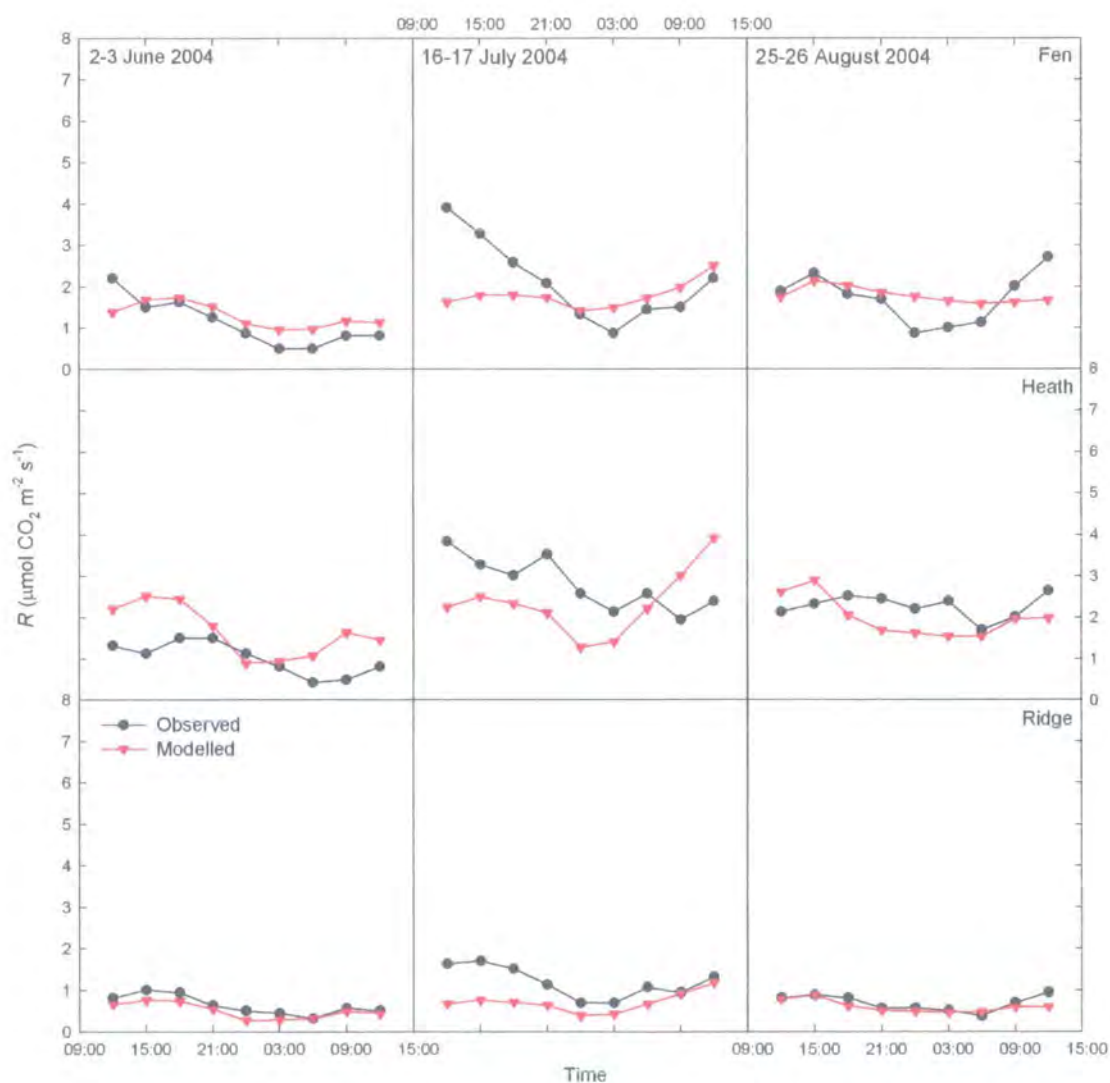 09:00 15:00 21:00 03:00 09:00 15:00
8 2-3 June 2004 16-17 July 2004 25-26 August 2004 Fen
7
6
5
4
3
2
1
0 8
Heath 7
6
5
4
3
2
1
8 0
R (µmol CO2 m-2 s-1)
Observed Ridge
7 Modelled
6
5
4
3
2
1
0
09:00 15:00 21:00 03:00 09:00 15:00 09:00 15:00 21:00 03:00 09:00 15:00
Time